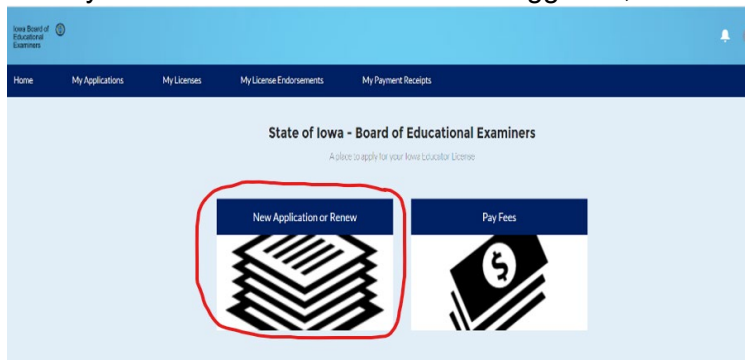 Iowa Board of
Educational
Examiners
Home My Applications My Licenses My License Endorsements My Payment Receipts
State of Iowa - Board of Educational Examiners
A place to apply for your Iowa Educator License
New Application or Renew Pay Fees
$